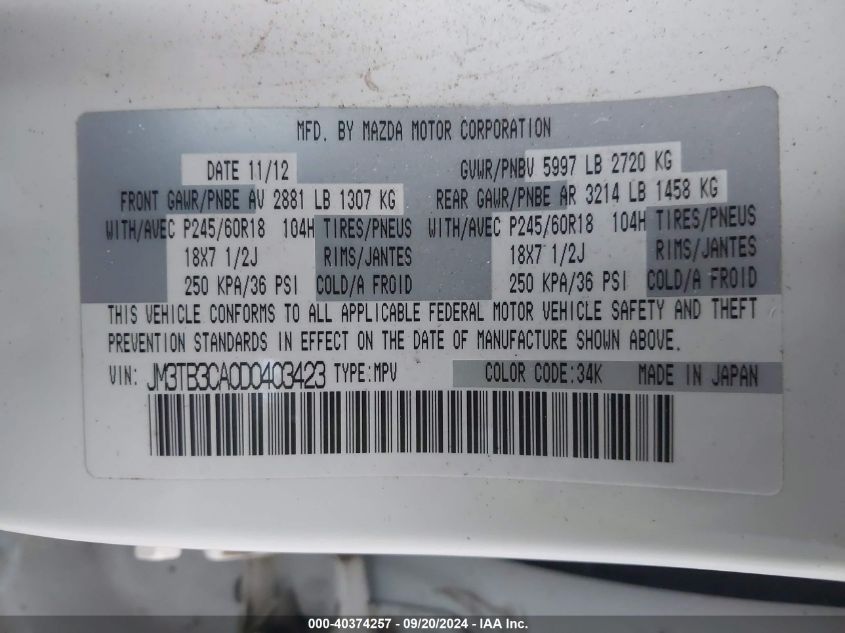 MFD. BY MAZDA MOTOR CORPORATION
DATE 11/12 GVWR/PNBV 5997 LB 2720 KG
FRONT GAWR/PNBE AV 2881 LB 1307 KG REAR GAWR/PNBE AR 3214 LB 1458 KG
WITH/AVEC P245/60R18 104H TIRES/PNEUS WITH/AVEC P245/60R18 104H TIRES/PNEUS
18X7 1/2J RIMS/JANTES 18X7 1/2J RIMS/JANTES
250 KPA/36 PSI COLD/A FROID 250 KPA/36 PSI COLD/A FROID
THIS VEHICLE CONFORMS TO ALL APPLICABLE FEDERAL MOTOR VEHICLE SAFETY AND THEFT
PREVENTION STANDARDS IN EFFECT ON THE DATE OF MANUFACTURE SHOWN ABOVE.
VIN: JM3TB3CA0D0403423 TYPE:MPV COLOR CODE:34K MADE IN JAPAN
000-40374257 - 09/20/2024 - IAA Inc.